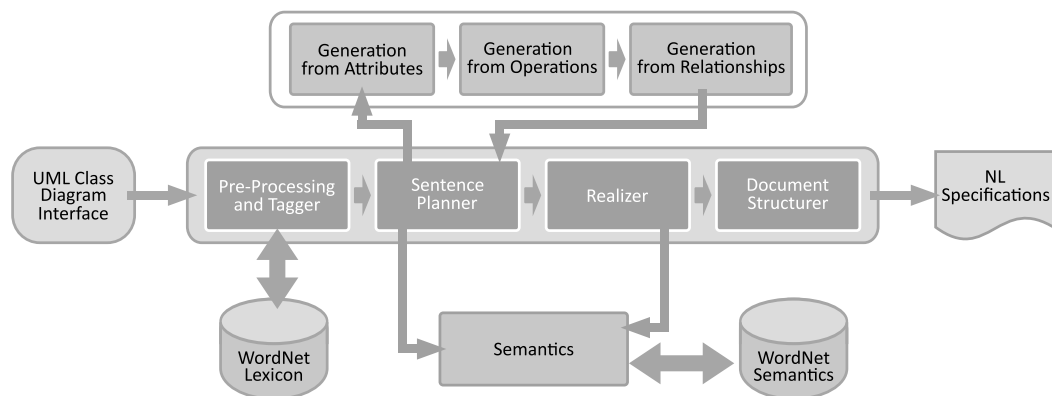 Generation
from Attributes
Generation
from Operations
Generation
from Relationships
UML Class
Diagram
Interface
Pre-Processing
and Tagger
Sentence
Planner
Realizer
Document
Structurer
NL
Specifications
WordNet
Lexicon
Semantics
WordNet
Semantics